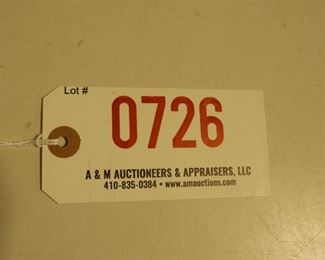 Lot #
0726
A & M AUCTIONEERS & APPRAISERS, LLC
410-835-0384 • www.amauctions.com